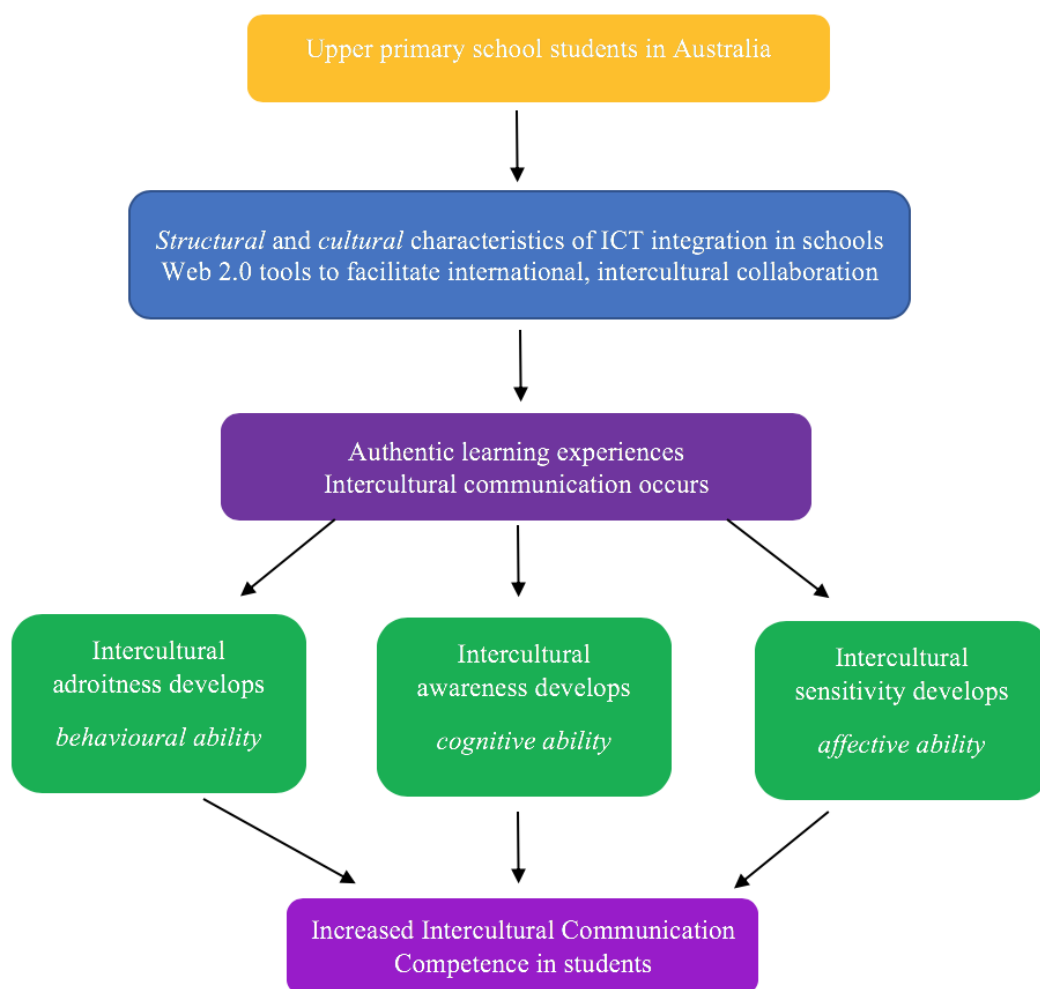 Upper primary school students in Australia
Structural and cultural characteristics of ICT integration in schools
Web 2.0 tools to facilitate international, intercultural collaboration
Authentic learning experiences
Intercultural communication occurs
Intercultural
adroitness develops
behavioural ability
Intercultural
awareness develops
cognitive ability
Intercultural
sensitivity develops
affective ability
Increased Intercultural Communication
Competence in students